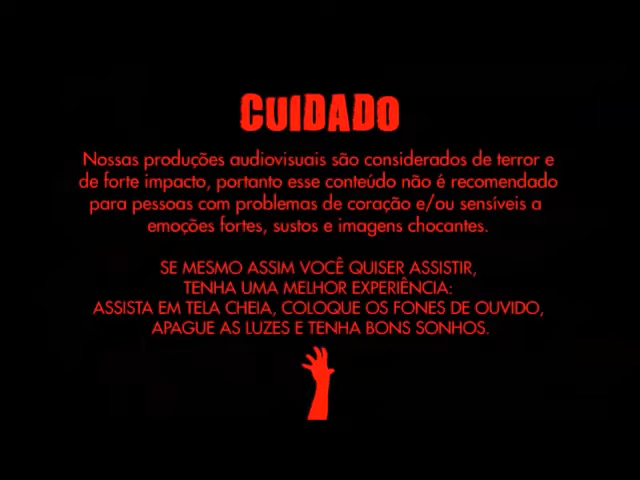 CUIDADO
Nossas produções audiovisuais são considerados de terror e
de forte impacto, portanto esse conteúdo não é recomendado
para pessoas com problemas de coração e/ou sensíveis a
emoções fortes, sustos e imagens chocantes.
SE MESMO ASSIM VOCÊ QUISER ASSISTIR,
TENHA UMA MELHOR EXPERIÊNCIA:
ASSISTA EM TELA CHEIA, COLOQUE OS FONES DE OUVIDO,
APAGUE AS LUZES E TENHA BONS SONHOS.